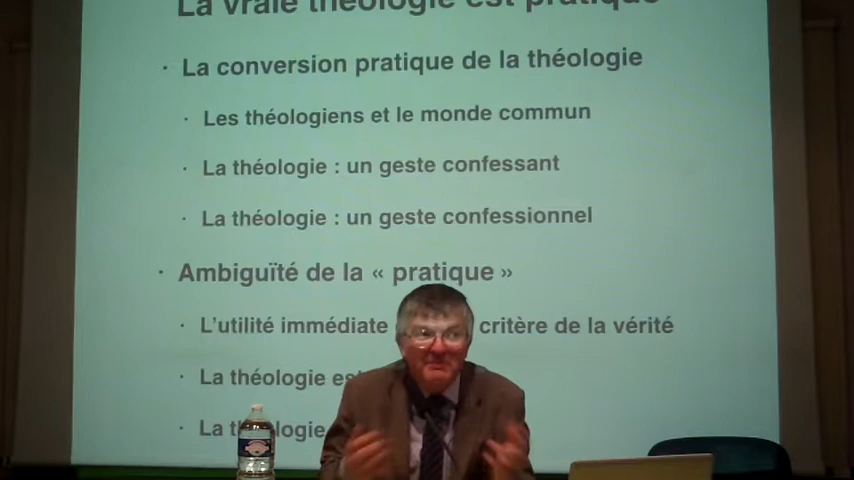 La vraie théologie est pratique
· La conversion pratique de la théologie
· Les théologiens et le monde commun
· La théologie : un geste confessant
· La théologie : un geste confessionnel
· Ambiguïté de la « pratique »
· L'utilité immédiate critère de la vérité
· La théologie
· La théologie